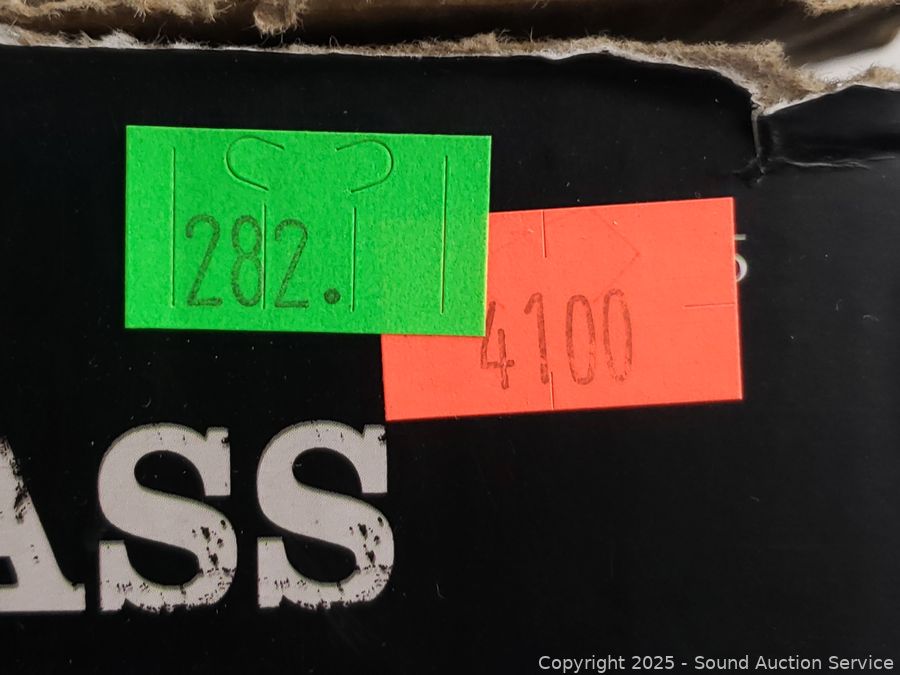 282.
4100
ASS
Copyright 2025 - Sound Auction Service